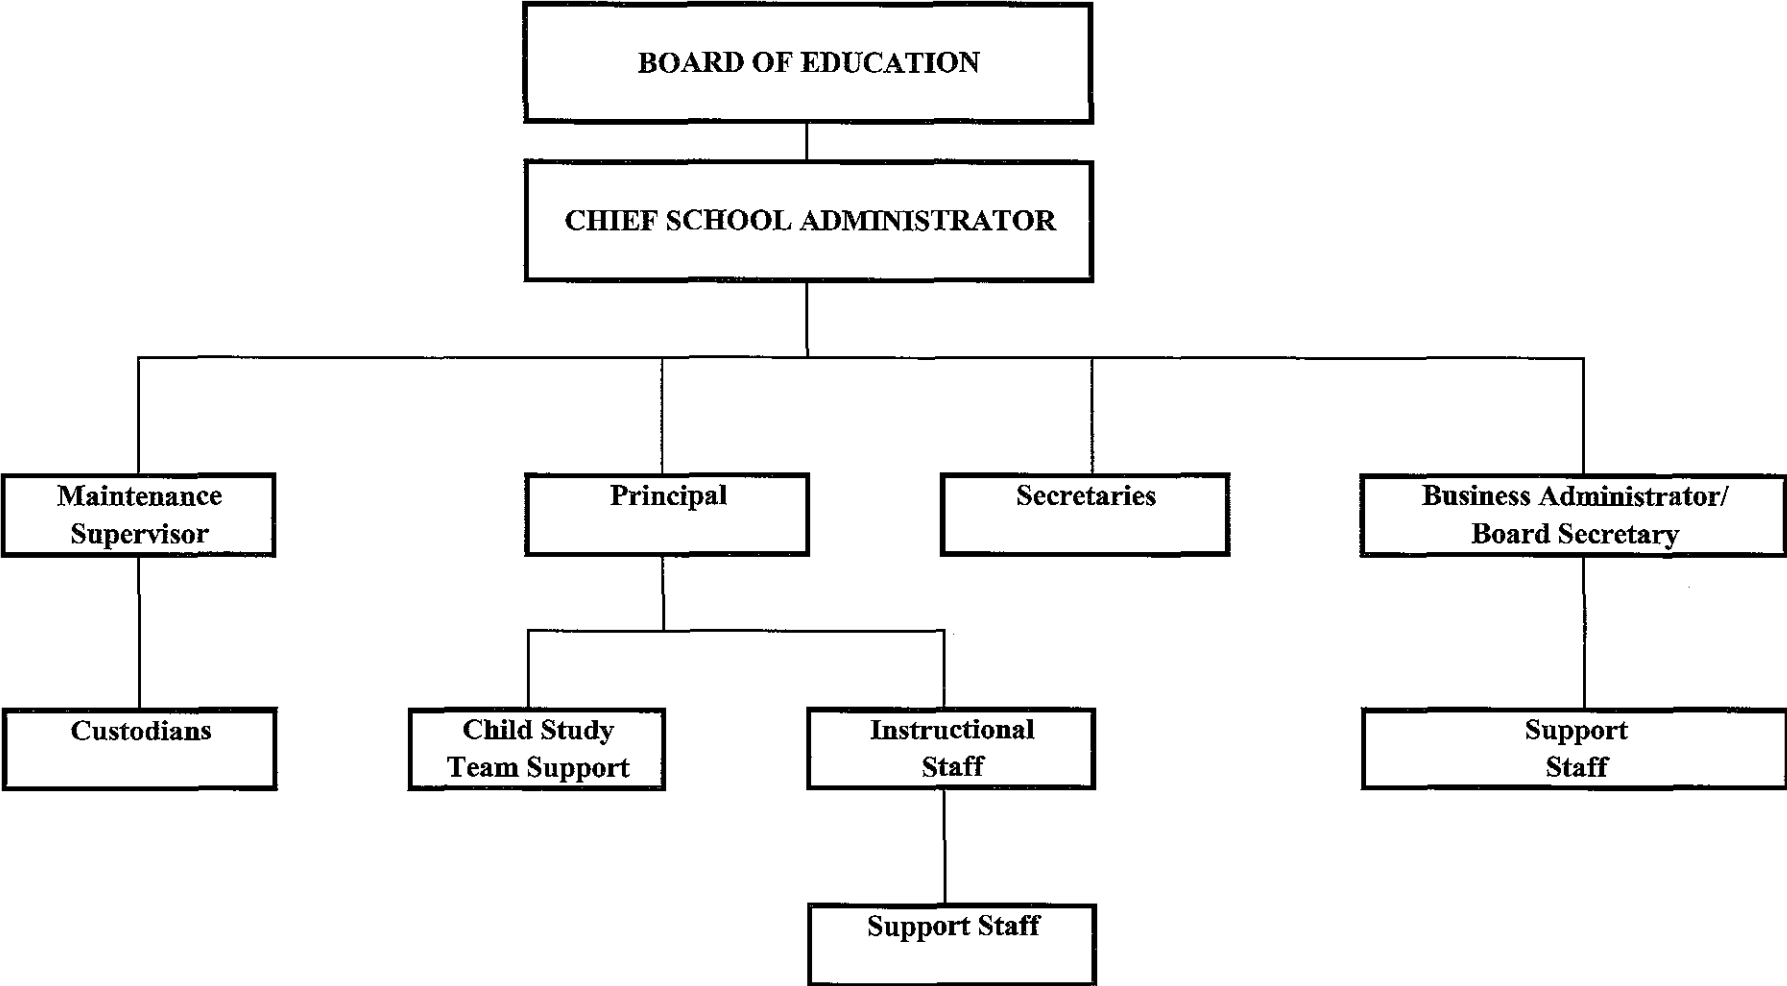 BOARD OF EDUCATION
CHIEF SCHOOL ADMINISTRATOR
Maintenance
Supervisor
Principal
Secretaries
Business Administrator/
Board Secretary
Custodians
Child Study
Team Support
Instructional
Staff
Support
Staff
Support Staff